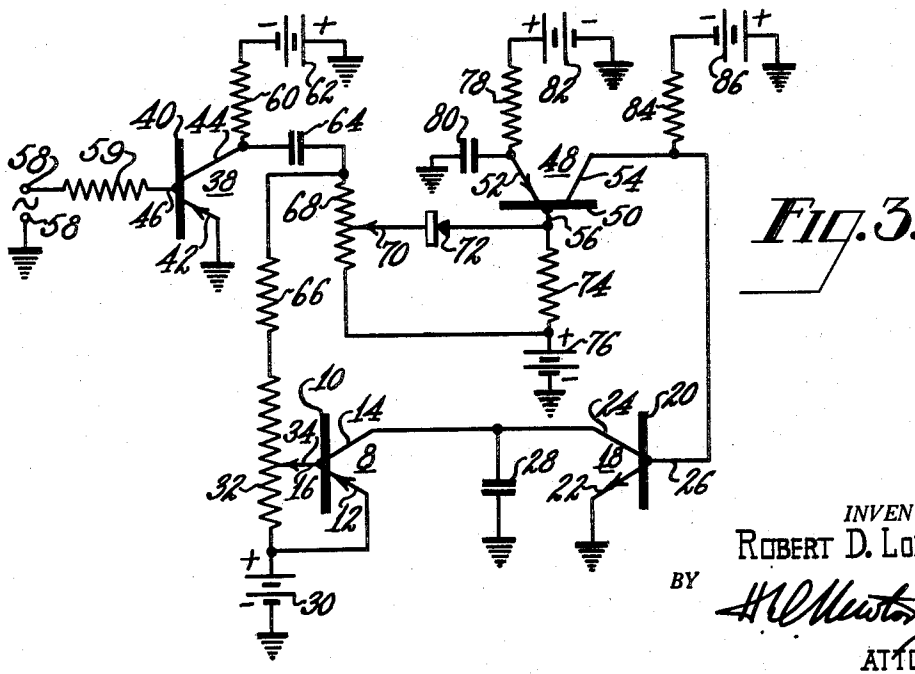 - + - + - +
40 44 60 62 64 78 82 84 86
58 59 80 48
46 38 68 52 54
~
58 42 70 72 56 50
FIG. 3.
66 74
+ 76
-
10 14 24 20
34 8 28 18
32 16 12 22 26
+
- 30
INVEN
ROBERT D. LO
BY
ATTO